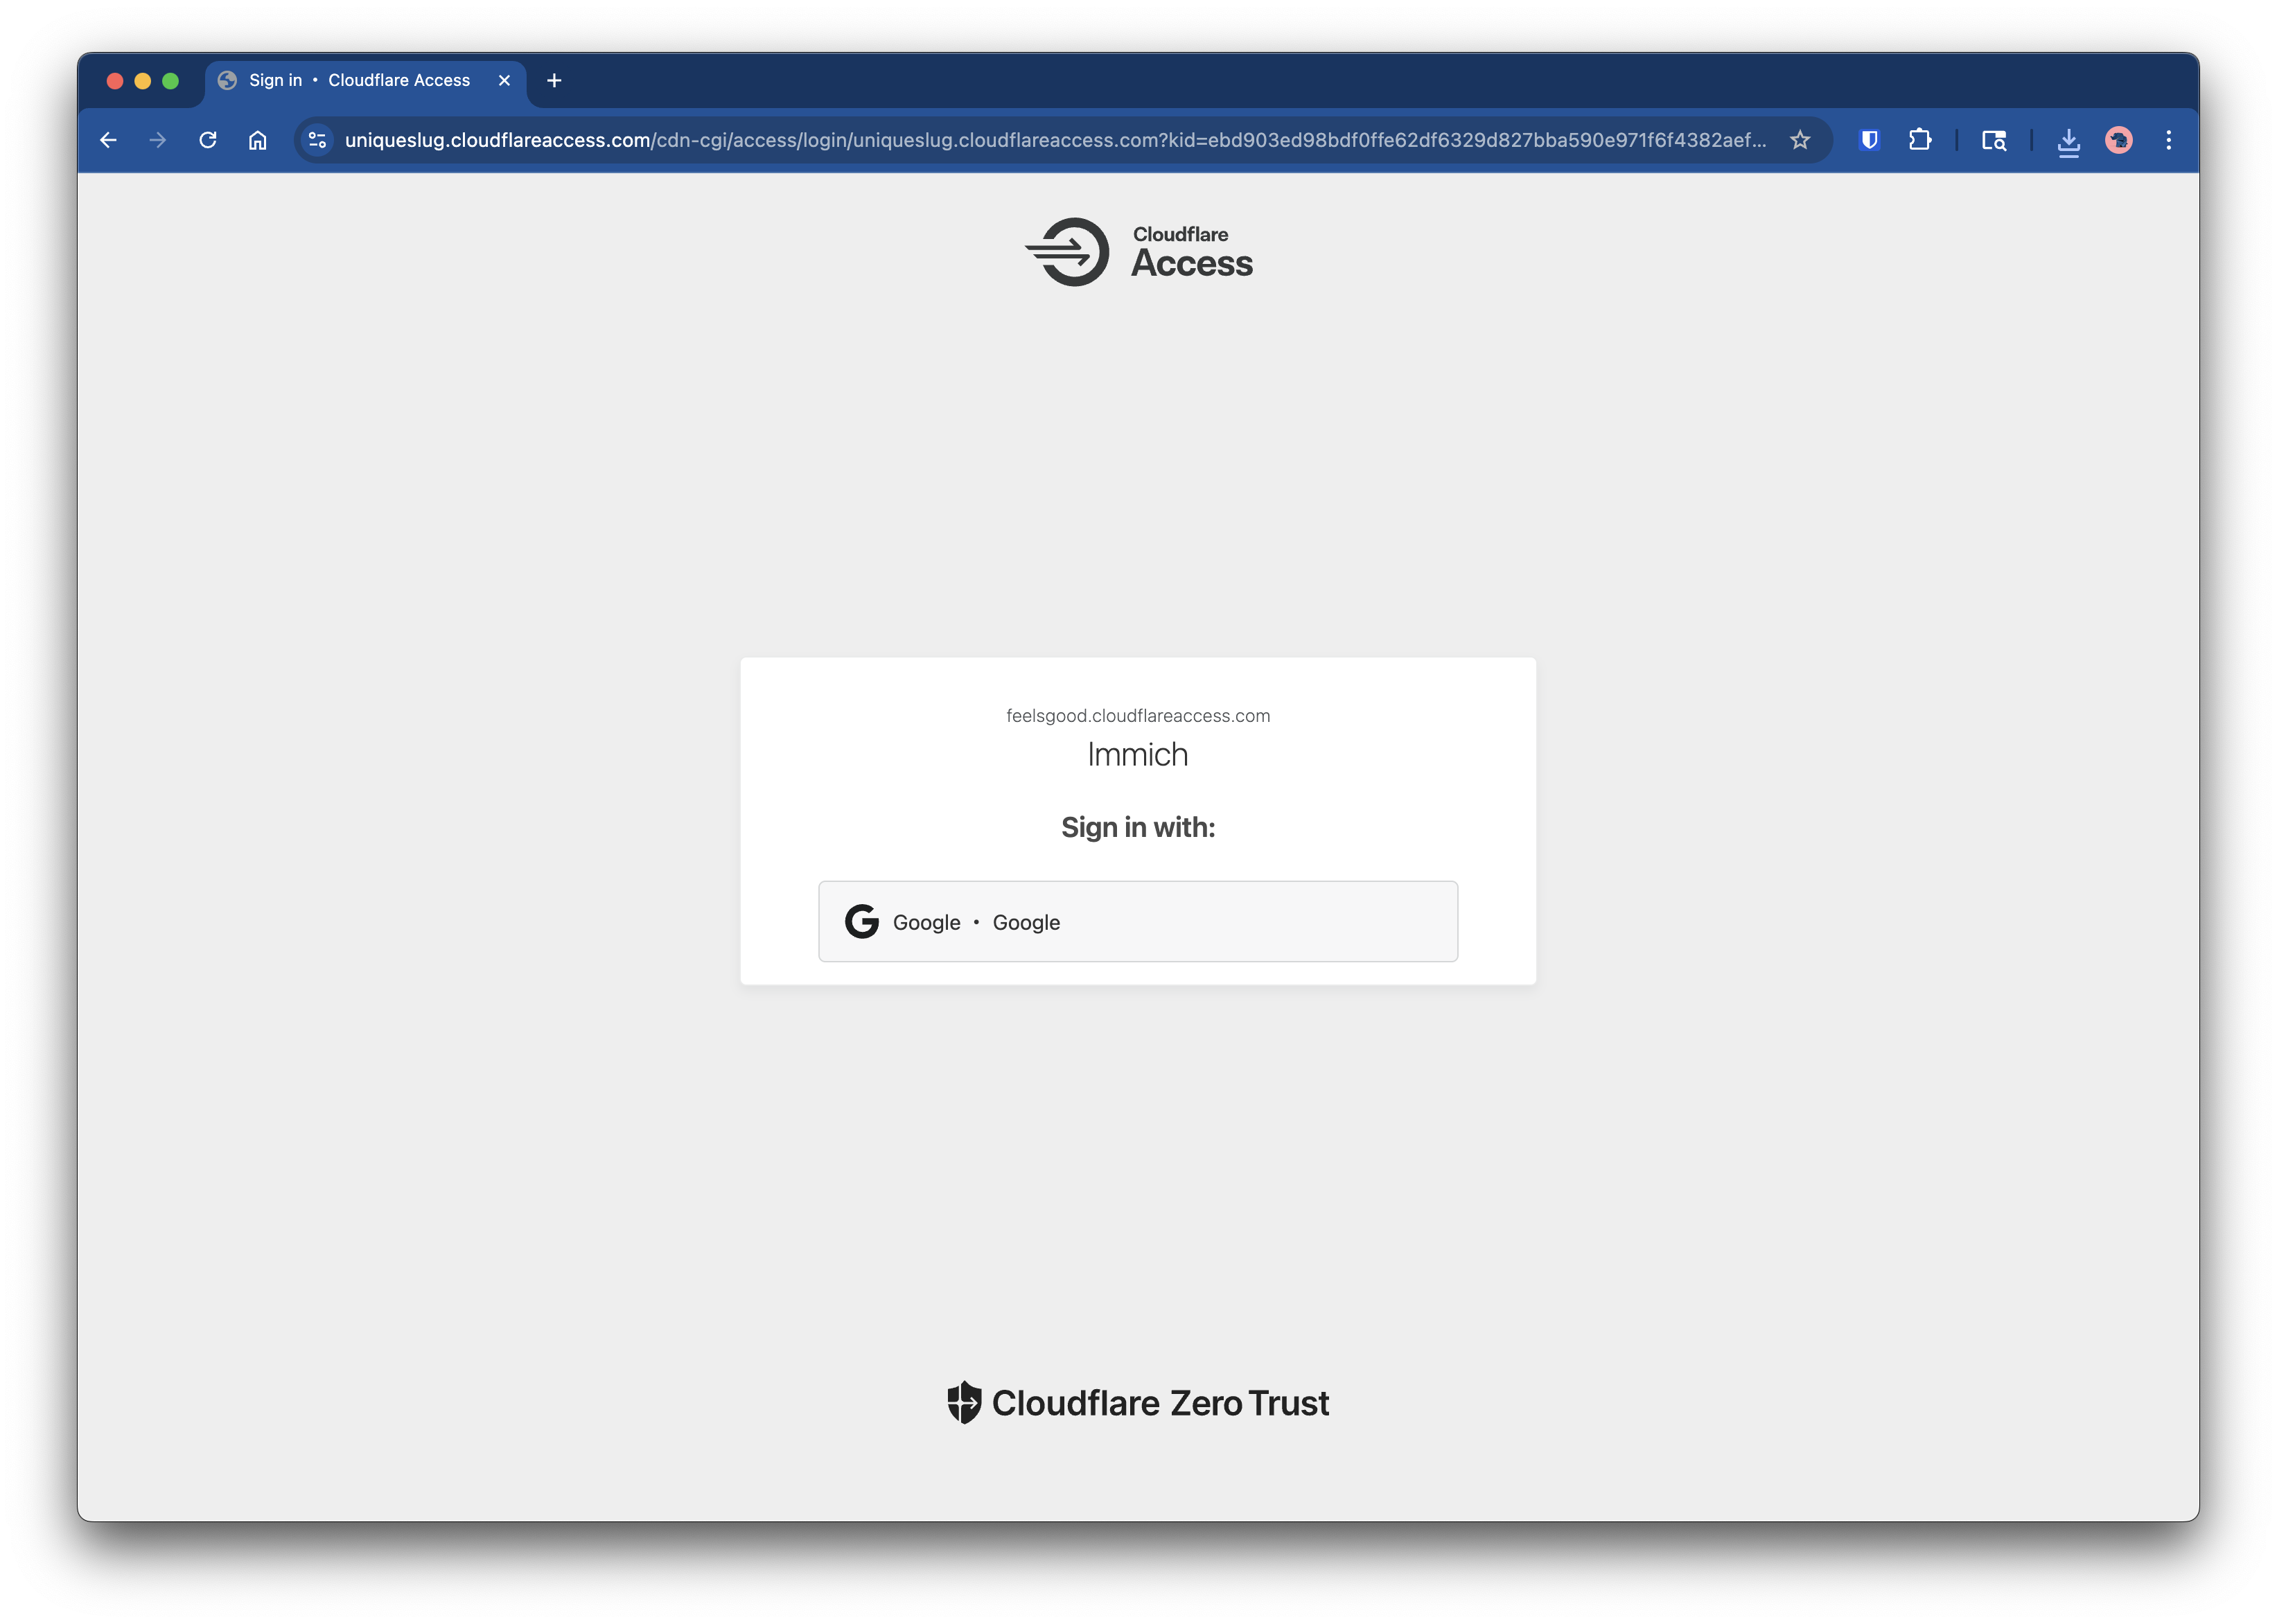 Sign in • Cloudflare Access
uniqueslug.cloudflareaccess.com/cdn-cgi/access/login/uniqueslug.cloudflareaccess.com?kid=ebd903ed98bdf0ffe62df6329d827bba590e971f6f4382aef...
Cloudflare
Access
feelsgood.cloudflareaccess.com
Immich
Sign in with:
Google • Google
Cloudflare Zero Trust